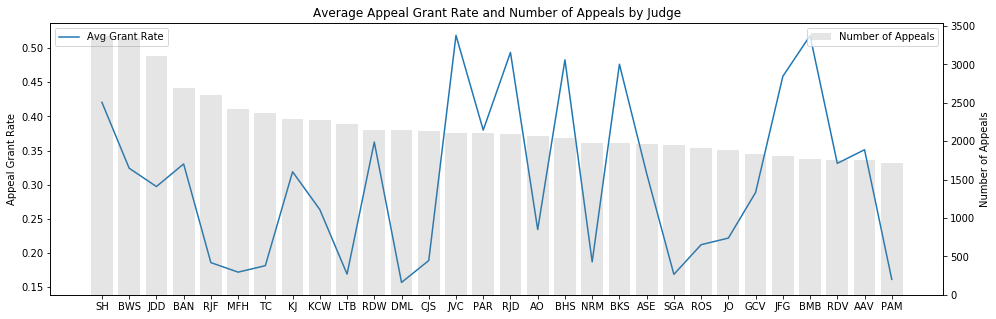 Average Appeal Grant Rate and Number of Appeals by Judge
Avg Grant Rate
Number of Appeals
Appeal Grant Rate
0.50
0.45
0.40
0.35
0.30
0.25
0.20
0.15
Number of Appeals
3500
3000
2500
2000
1500
1000
500
0
SH BWS JDD BAN RJF MFH TC KJ KCW LTB RDW DML CJS JVC PAR RJD AO BHS NRM BKS ASE SGA ROS JO GCV JFG BMB RDV AAV PAM